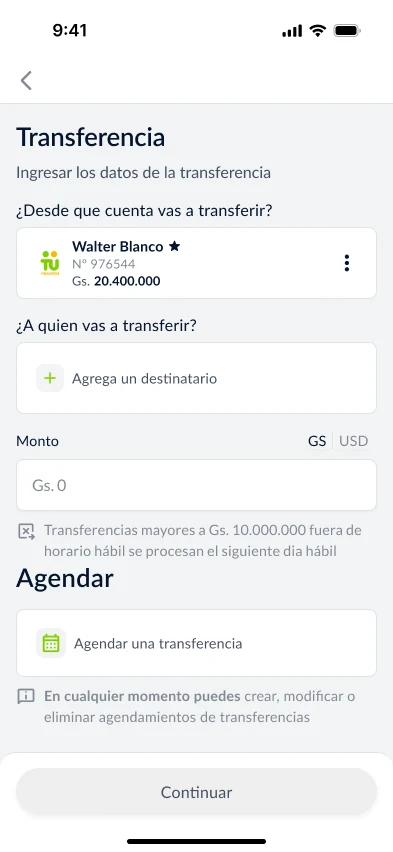 9:41
Transferencia
Ingresar los datos de la transferencia
¿Desde que cuenta vas a transferir?
TU
Walter Blanco
N° 976544
Gs. 20.400.000
¿A quien vas a transferir?
Agrega un destinatario
Monto
GS | USD
Gs. 0
Transferencias mayores a Gs. 10.000.000 fuera de
horario hábil se procesan el siguiente dia hábil
Agendar
Agendar una transferencia
En cualquier momento puedes crear, modificar o
eliminar agendamientos de transferencias
Continuar